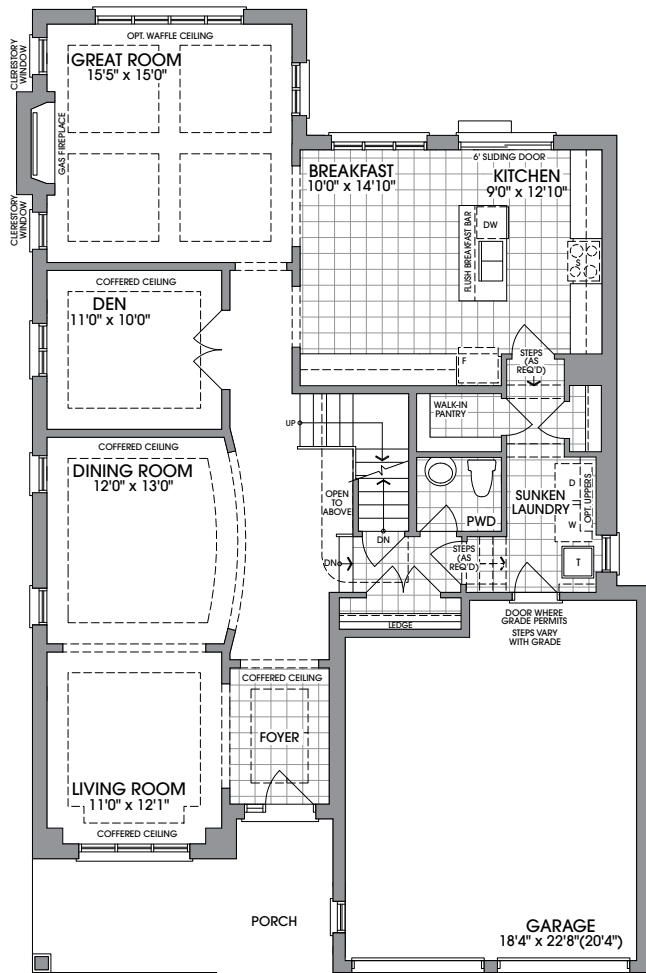 OPT. WAFFLE CEILING
CLERESTORY
WINDOW
GREAT ROOM
15'5" x 15'0"
GAS FIREPLACE
CLERESTORY
WINDOW
6' SLIDING DOOR
BREAKFAST
10'0" x 14'10"
KITCHEN
9'0" x 12'10"
FLUSH BREAKFAST BAR
DW
S
F
STEPS
(AS
REQ'D)
COFFERED CEILING
DEN
11'0" x 10'0"
WALK-IN
PANTRY
UP
COFFERED CEILING
DINING ROOM
12'0" x 13'0"
OPEN
TO
ABOVE
SUNKEN
LAUNDRY
D
W
OPT. UPPERS
PWD
DN
DN
STEPS
(AS
REQ'D)
T
LEDGE
DOOR WHERE
GRADE PERMITS
STEPS VARY
WITH GRADE
COFFERED CEILING
FOYER
LIVING ROOM
11'0" x 12'1"
COFFERED CEILING
PORCH
GARAGE
18'4" x 22'8"(20'4")